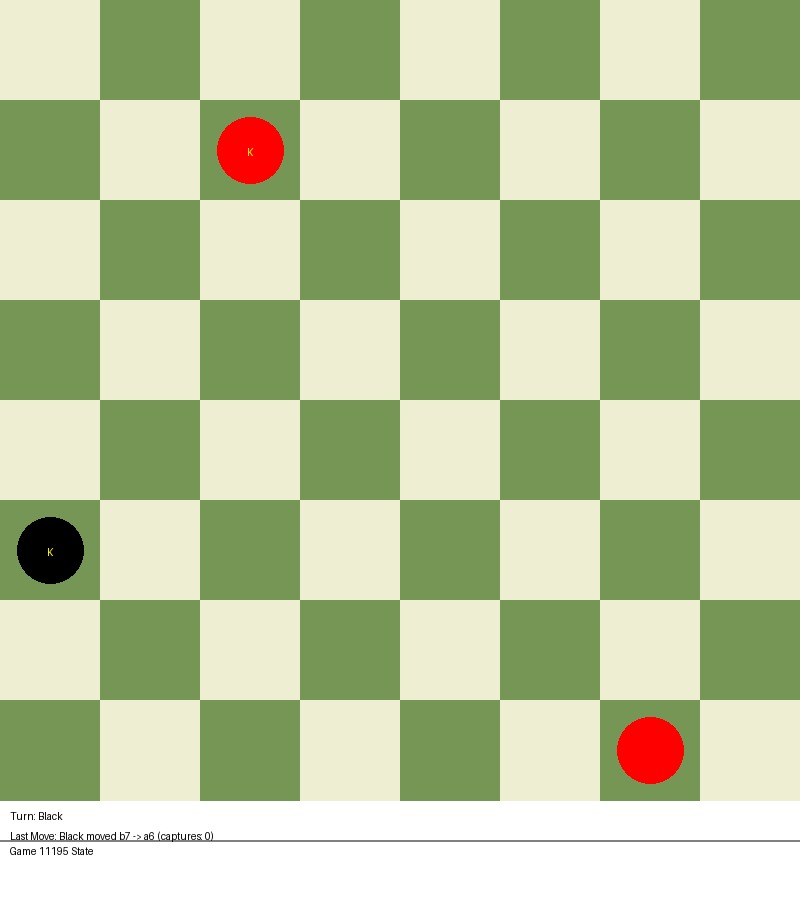 K
K
Turn: Black
Last Move: Black moved b7 -> a6 (captures: 0)
Game 11195 State